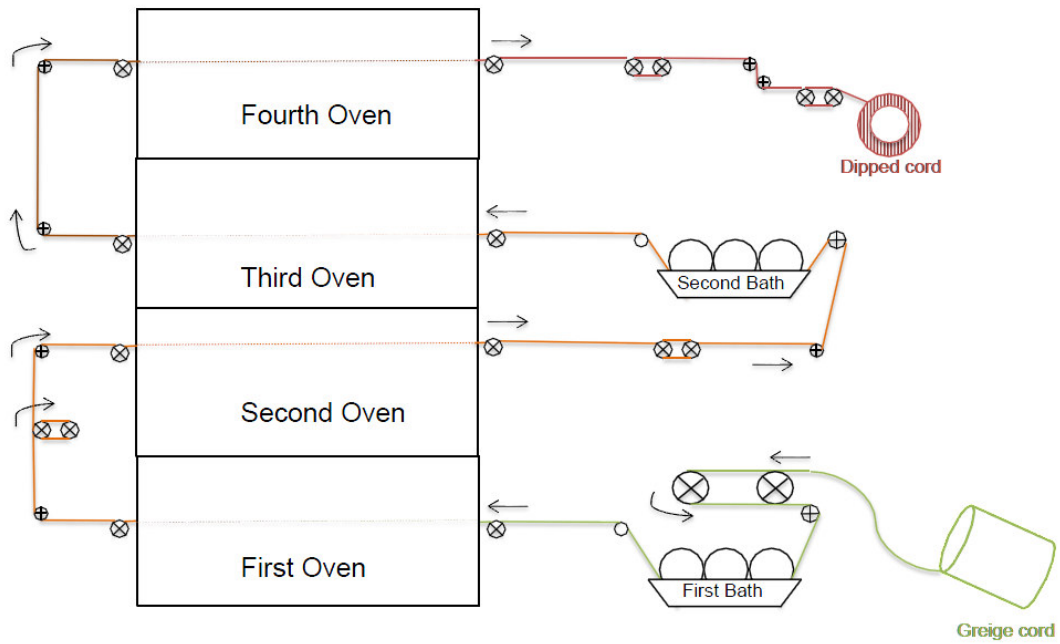 Fourth Oven
Dipped cord
Third Oven
Second Bath
Second Oven
First Oven
First Bath
Greige cord